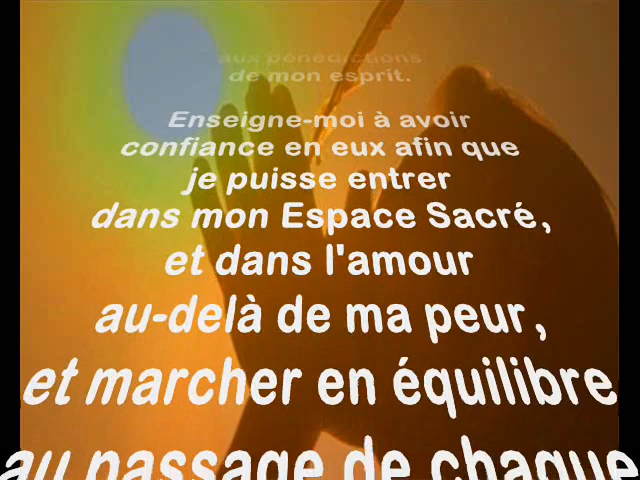 aux bénédictions
de mon esprit.
Enseigne-moi à avoir
confiance en eux afin que
je puisse entrer
dans mon Espace Sacré,
et dans l'amour
au-delà de ma peur,
et marcher en équilibre
au passage de chaque